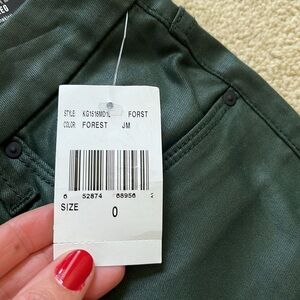 STYLE KG1516MD1L FORST
COLOR FOREST JM
6 52874 68956 2
SIZE 0